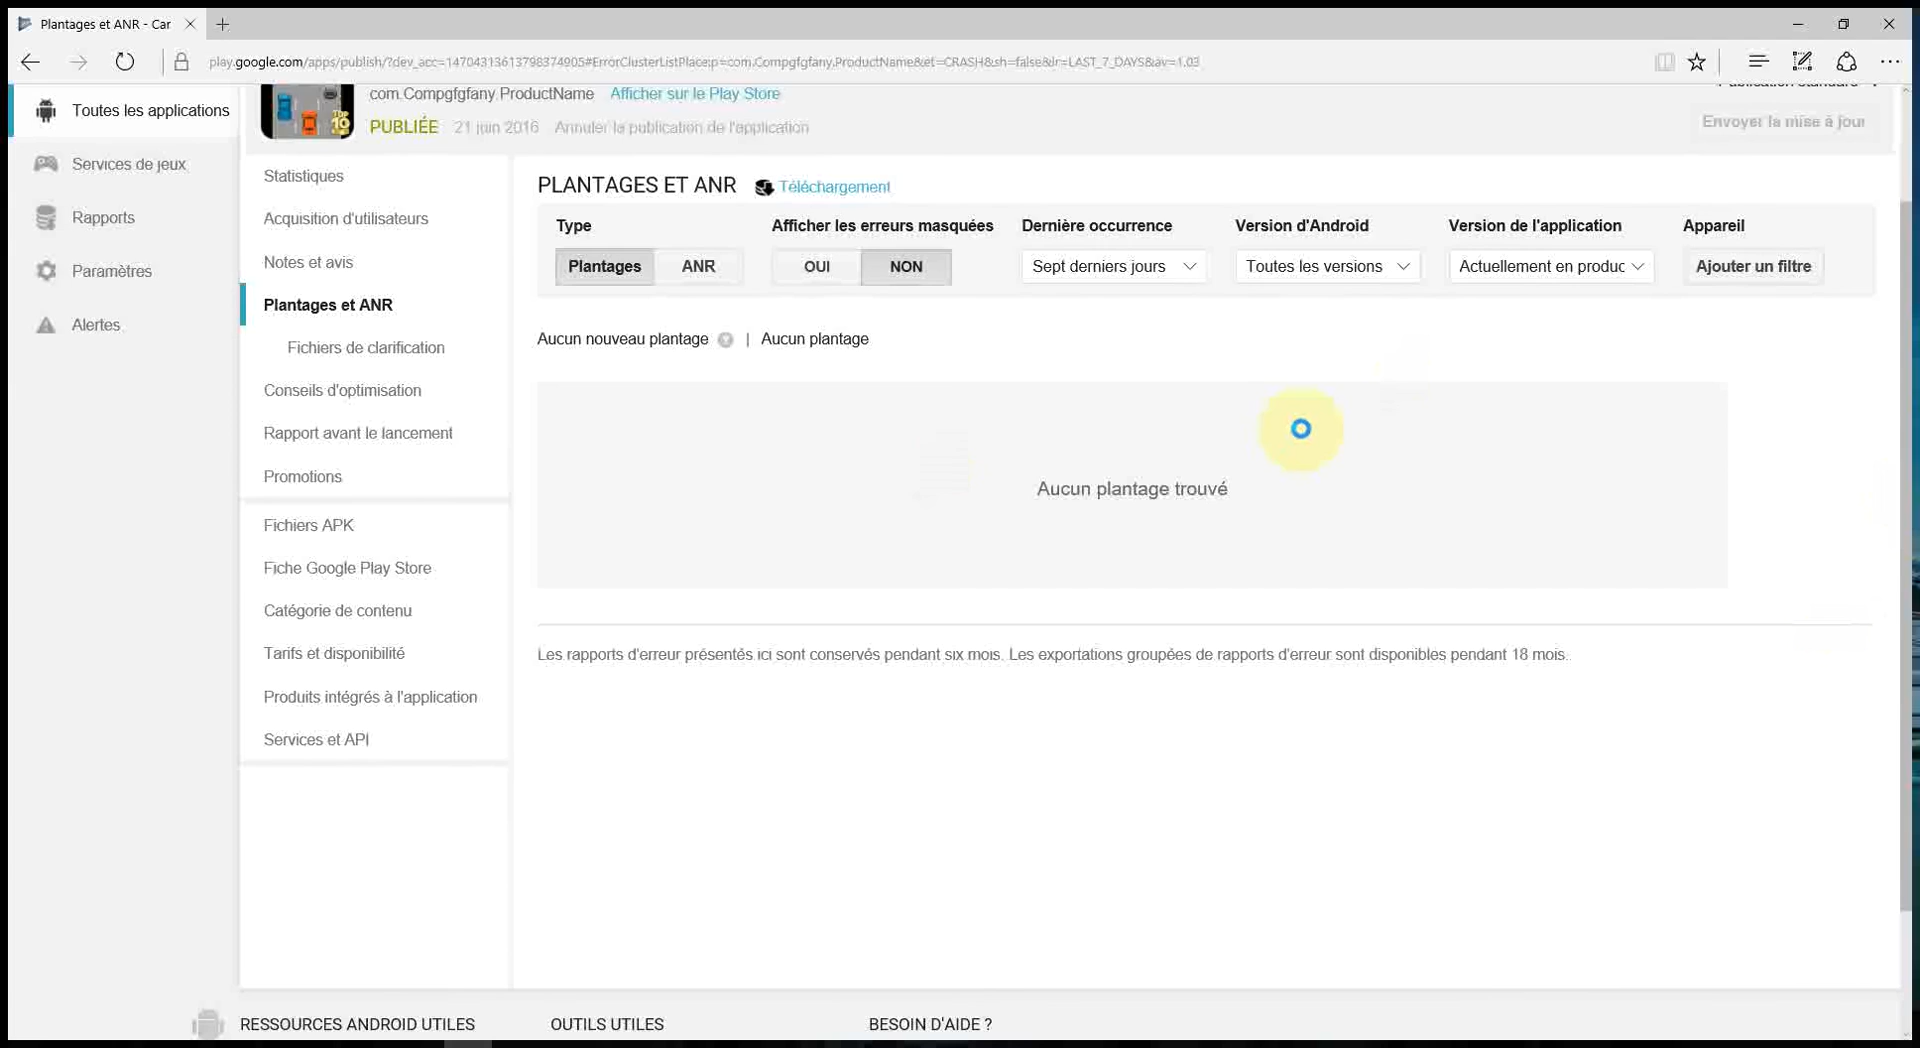 Plantages et ANR - Car
play.google.com/apps/publish/?dev_acc=14704313613798374905#ErrorClusterListPlace:p=com.Compgfgfany.ProductName&et=CRASH&sh=false&lr=LAST_7_DAYS&av=1.03
Toutes les applications
Services de jeux
Rapports
Paramètres
Alertes
com.Compgfgfany.ProductName Afficher sur le Play Store
PUBLIÉE 21 juin 2016 Annuler la publication de l'application
Publication standard
Envoyer la mise à jour
TOP 10
Statistiques
Acquisition d'utilisateurs
Notes et avis
Plantages et ANR
Fichiers de clarification
Conseils d'optimisation
Rapport avant le lancement
Promotions
Fichiers APK
Fiche Google Play Store
Catégorie de contenu
Tarifs et disponibilité
Produits intégrés à l'application
Services et API
PLANTAGES ET ANR Téléchargement
Type Afficher les erreurs masquées Dernière occurrence Version d'Android Version de l'application Appareil
Plantages ANR OUI NON Sept derniers jours Toutes les versions Actuellement en produc Ajouter un filtre
Aucun nouveau plantage ? | Aucun plantage
Aucun plantage trouvé
Les rapports d'erreur présentés ici sont conservés pendant six mois. Les exportations groupées de rapports d'erreur sont disponibles pendant 18 mois.
RESSOURCES ANDROID UTILES OUTILS UTILES BESOIN D'AIDE ?